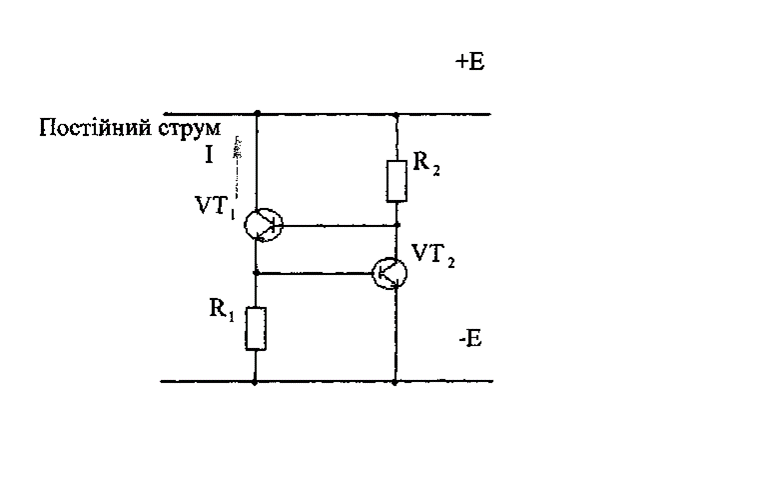 +E
Постійний струм
I
R2
VT1
VT2
R1
-E